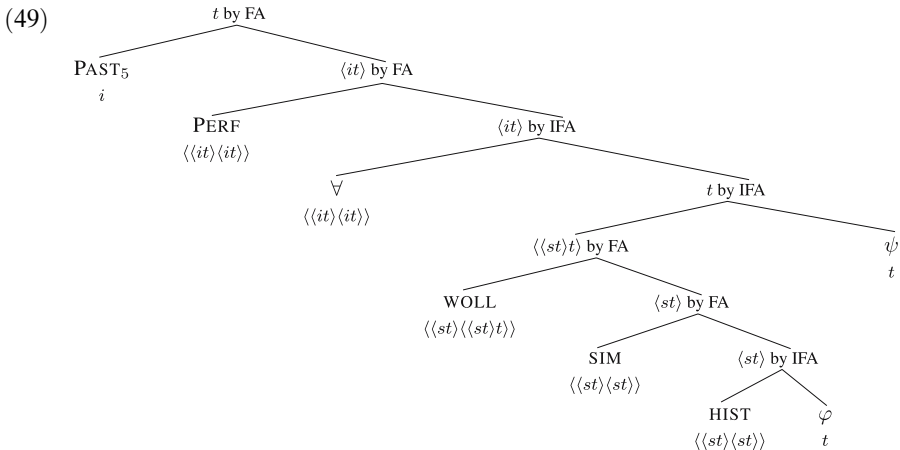 (49)
t by FA
PAST₅
i
⟨it⟩ by FA
PERF
⟨⟨it⟩⟨it⟩⟩
⟨it⟩ by IFA
∀
⟨⟨it⟩⟨it⟩⟩
t by IFA
⟨⟨st⟩t⟩ by FA
ψ
t
WOLL
⟨⟨st⟩⟨⟨st⟩t⟩⟩
⟨st⟩ by FA
SIM
⟨⟨st⟩⟨st⟩⟩
⟨st⟩ by IFA
HIST
⟨⟨st⟩⟨st⟩⟩
φ
t